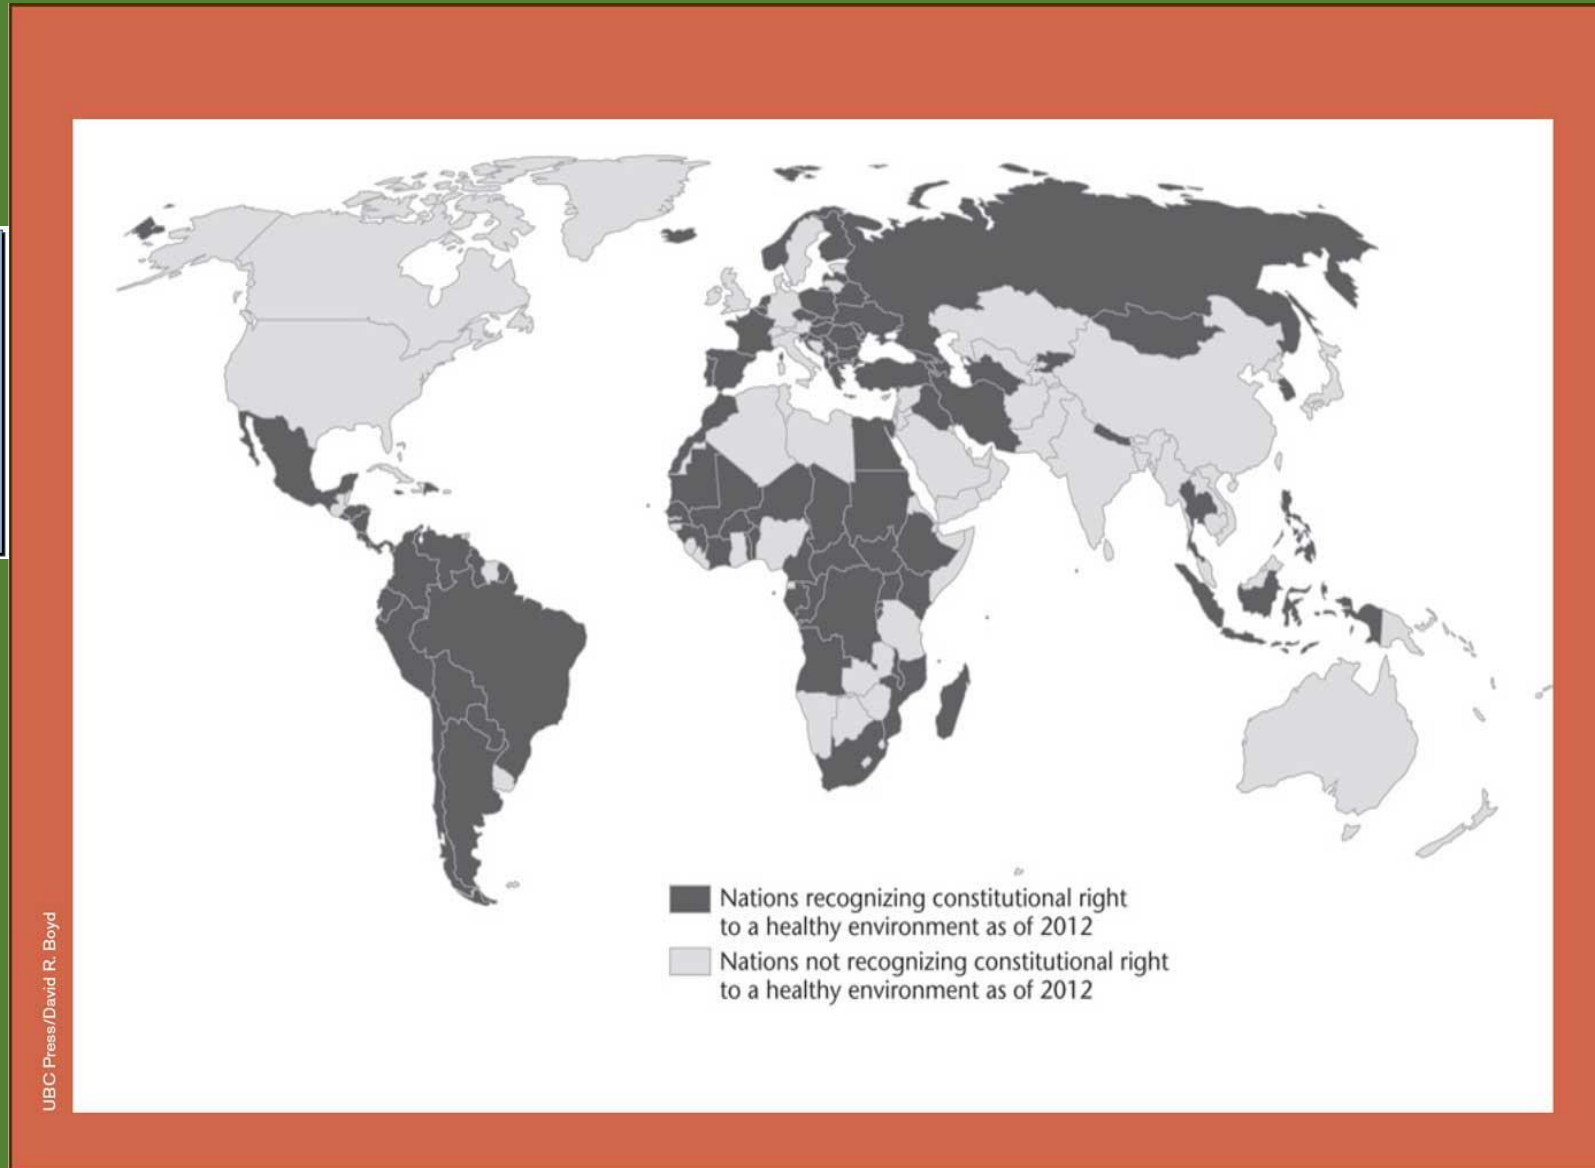 Nations recognizing constitutional right
to a healthy environment as of 2012
Nations not recognizing constitutional right
to a healthy environment as of 2012
UBC Press/David R. Boyd